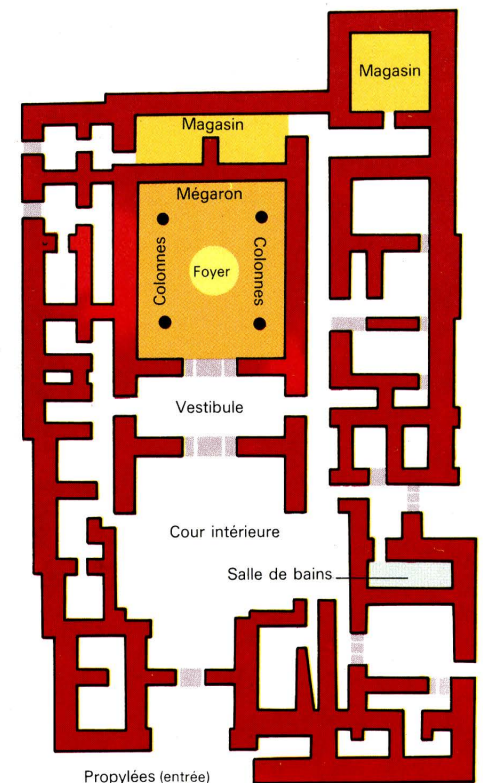 Magasin
Magasin
Mégaron
Colonnes
Colonnes
Foyer
Vestibule
Cour intérieure
Salle de bains
Propylées (entrée)